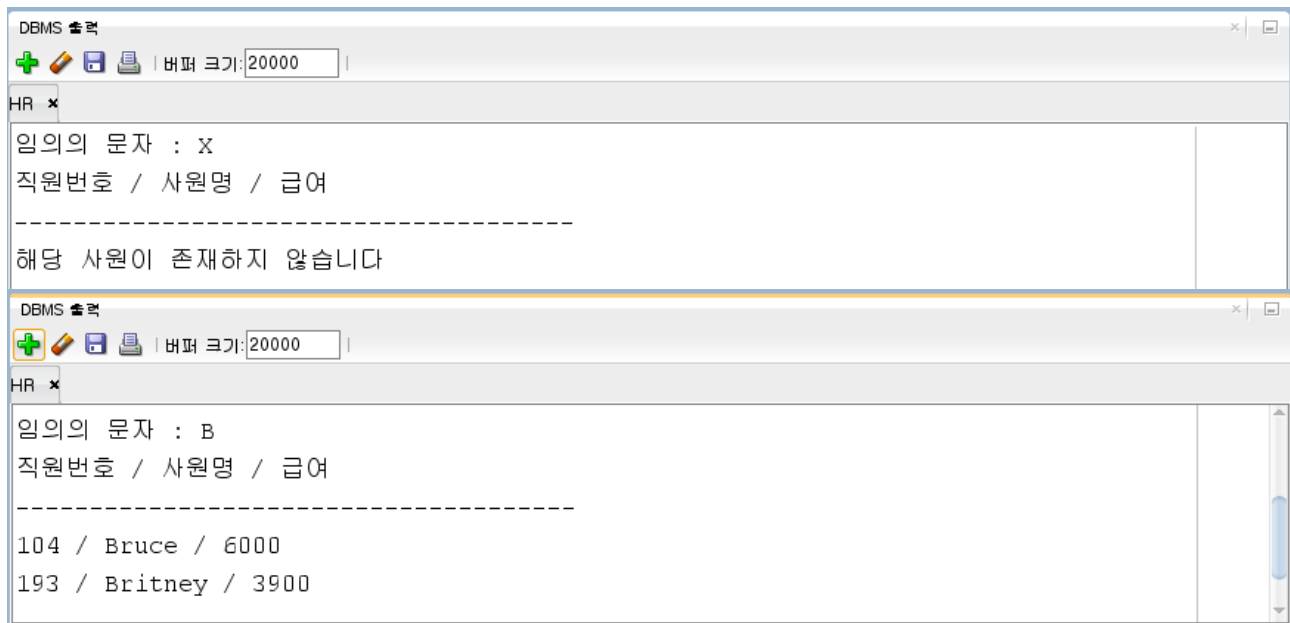 DBMS 출력
버퍼 크기: 20000
HR
임의의 문자 : X
직원번호 / 사원명 / 급여
--------------------------------------
해당 사원이 존재하지 않습니다
DBMS 출력
버퍼 크기: 20000
HR
임의의 문자 : B
직원번호 / 사원명 / 급여
--------------------------------------
104 / Bruce / 6000
193 / Britney / 3900